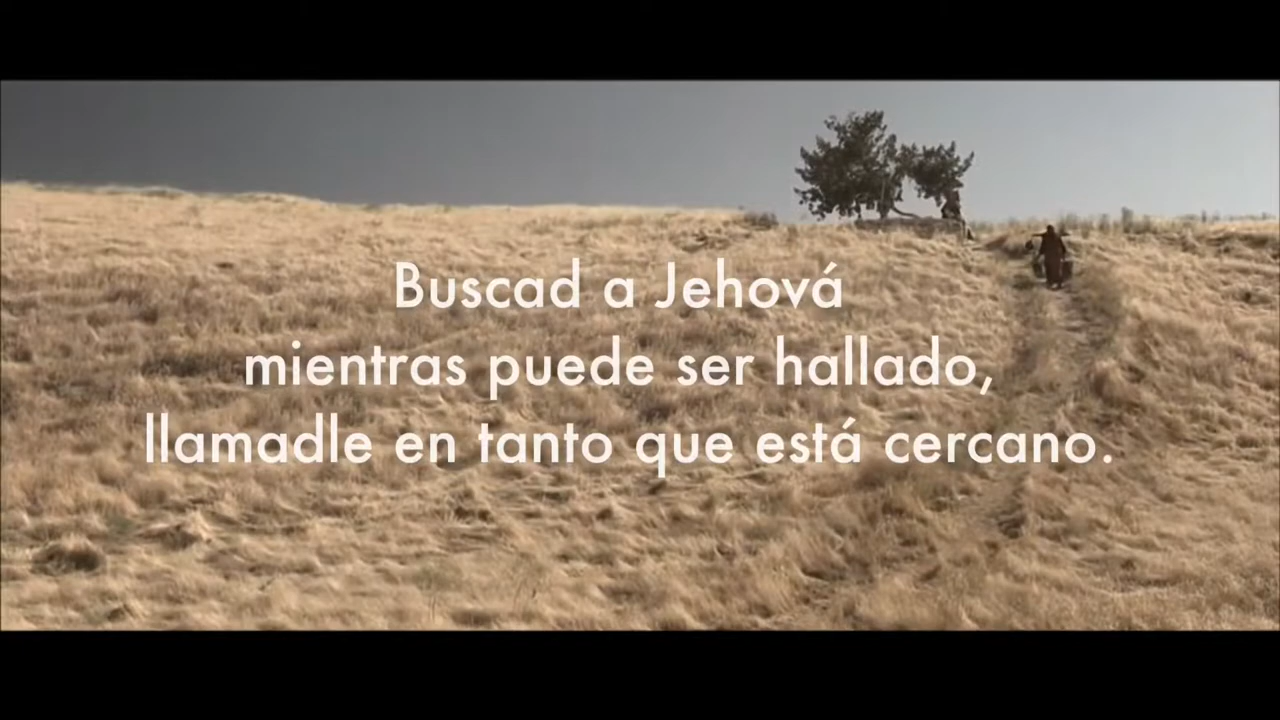 Buscad a Jehová
mientras puede ser hallado,
llamadle en tanto que está cercano.